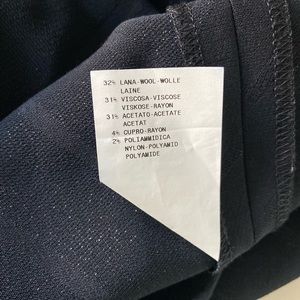 32% LANA-WOOL-WOLLE
LAINE
31% VISCOSA-VISCOSE
VISKOSE-RAYON
31% ACETATO-ACETATE
ACETAT
4% CUPRO-RAYON
2% POLIAMMIDICA
NYLON-POLYAMID
POLYAMIDE